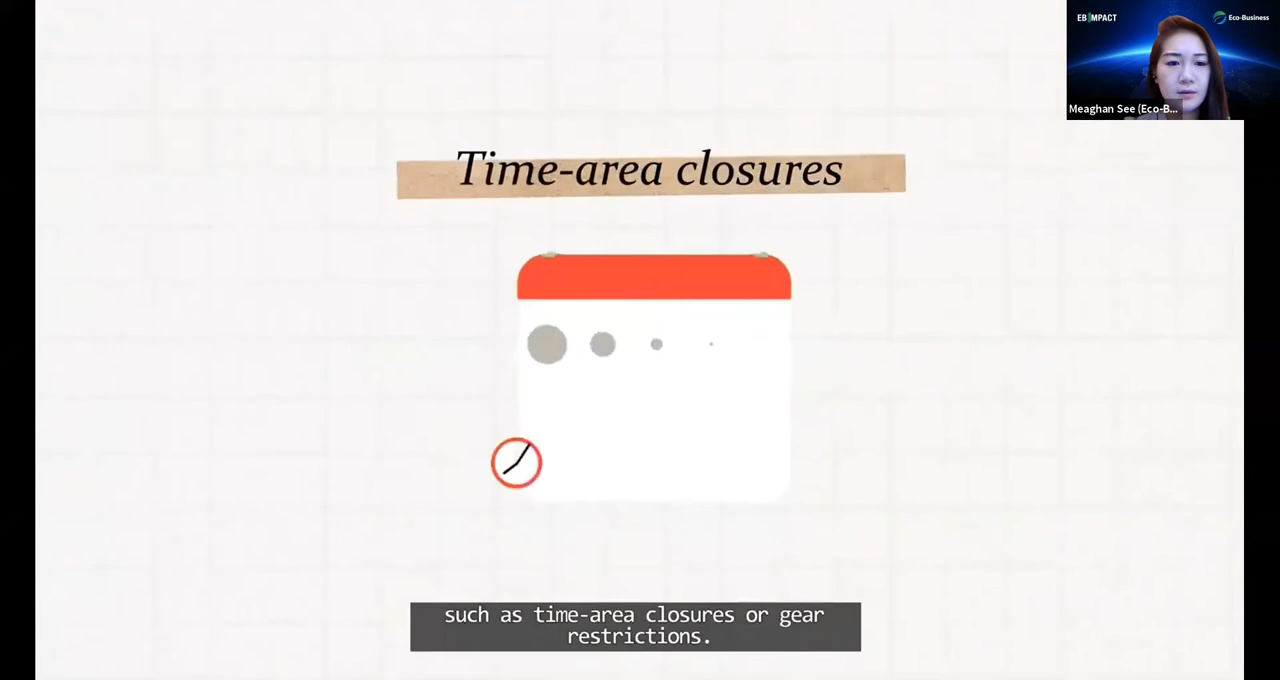 EB IMPACT
Eco-Business
Meaghan See (Eco-B...
Time-area closures
such as time-area closures or gear
restrictions.